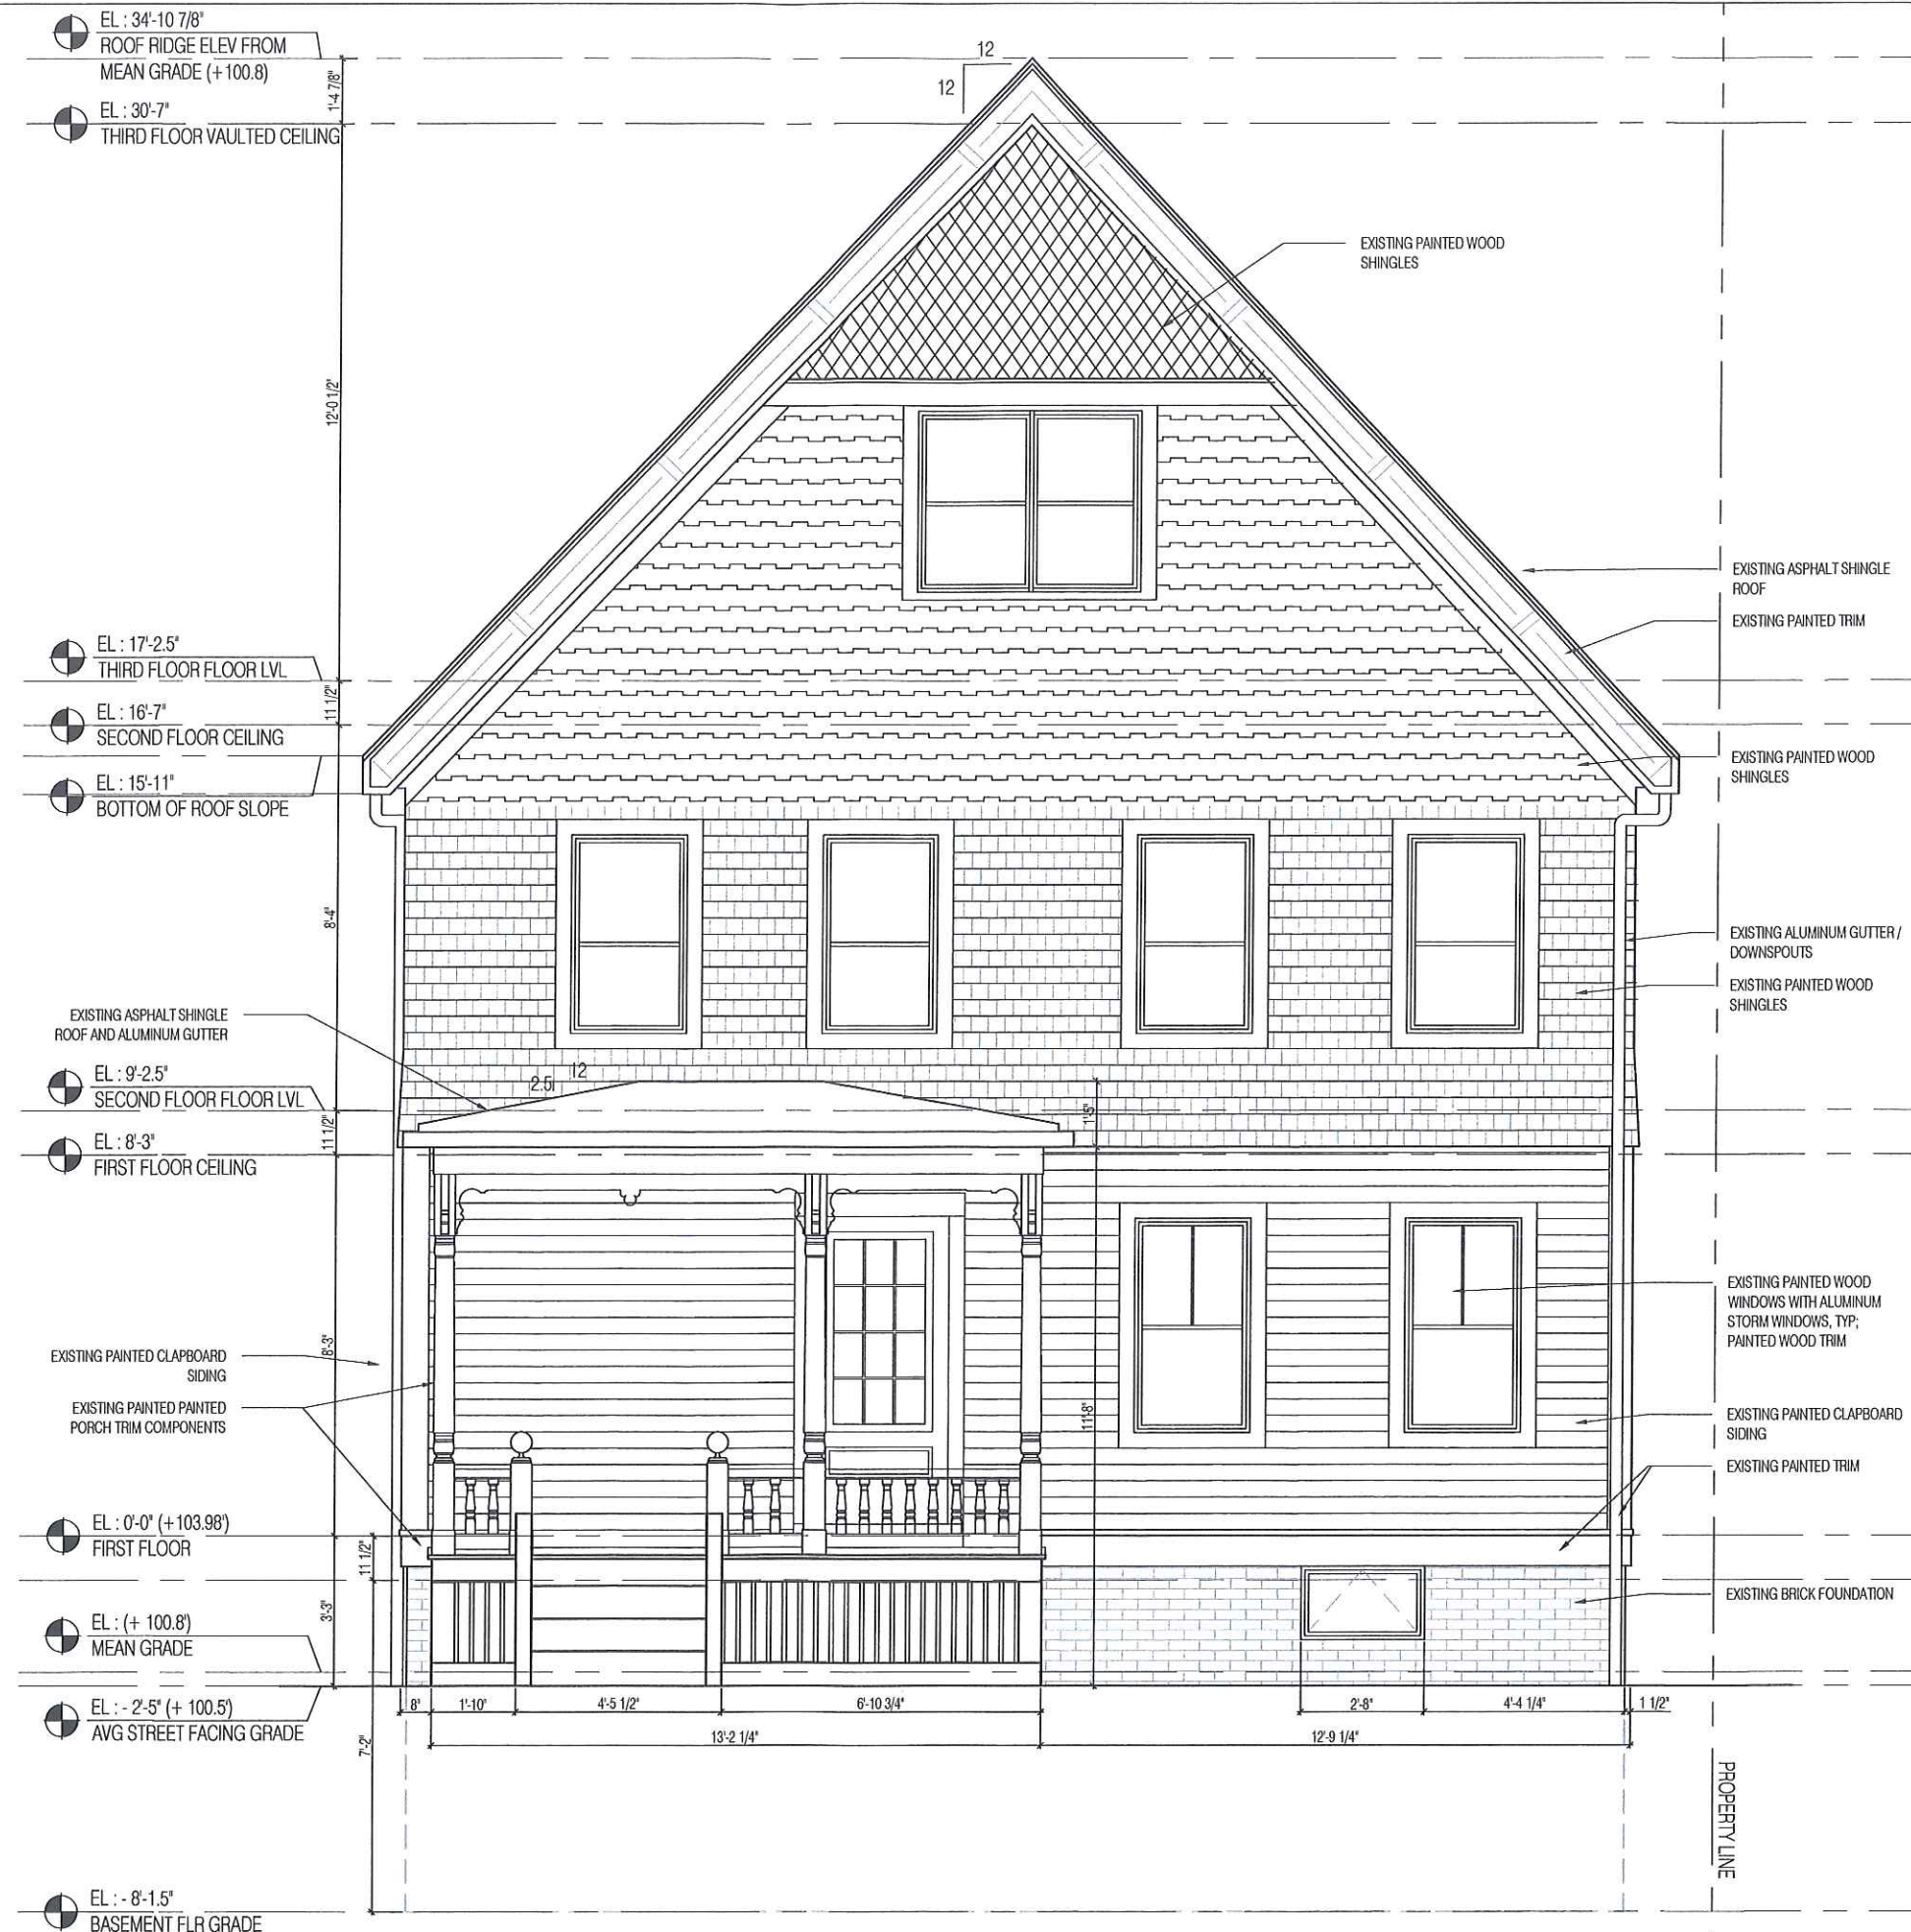 EL : 34'-10 7/8"
ROOF RIDGE ELEV FROM
MEAN GRADE (+100.8)
1'-4 7/8"
12
12
EL : 30'-7"
THIRD FLOOR VAULTED CEILING
EXISTING PAINTED WOOD
SHINGLES
12'-0 1/2"
EXISTING ASPHALT SHINGLE
ROOF
EXISTING PAINTED TRIM
EL : 17'-2.5"
THIRD FLOOR FLOOR LVL
11 1/2"
EL : 16'-7"
SECOND FLOOR CEILING
EXISTING PAINTED WOOD
SHINGLES
EL : 15'-11"
BOTTOM OF ROOF SLOPE
8'-4"
EXISTING ALUMINUM GUTTER /
DOWNSPOUTS
EXISTING PAINTED WOOD
SHINGLES
EXISTING ASPHALT SHINGLE
ROOF AND ALUMINUM GUTTER
12
2.5
EL : 9'-2.5"
SECOND FLOOR FLOOR LVL
11 1/2"
1'-5"
EL : 8'-3"
FIRST FLOOR CEILING
EXISTING PAINTED WOOD
WINDOWS WITH ALUMINUM
STORM WINDOWS, TYP;
PAINTED WOOD TRIM
8'-3"
EXISTING PAINTED CLAPBOARD
SIDING
EXISTING PAINTED PAINTED
PORCH TRIM COMPONENTS
11'-8"
EXISTING PAINTED CLAPBOARD
SIDING
EXISTING PAINTED TRIM
EL : 0'-0" (+103.98')
FIRST FLOOR
11 1/2"
3'-3"
EXISTING BRICK FOUNDATION
EL : (+ 100.8')
MEAN GRADE
EL : - 2'-5" (+ 100.5')
AVG STREET FACING GRADE
8"
1'-10"
4'-5 1/2"
6'-10 3/4"
2'-8"
4'-4 1/4"
1 1/2"
13'-2 1/4"
12'-9 1/4"
7'-2"
PROPERTY LINE
EL : - 8'-1.5"
BASEMENT FLR GRADE